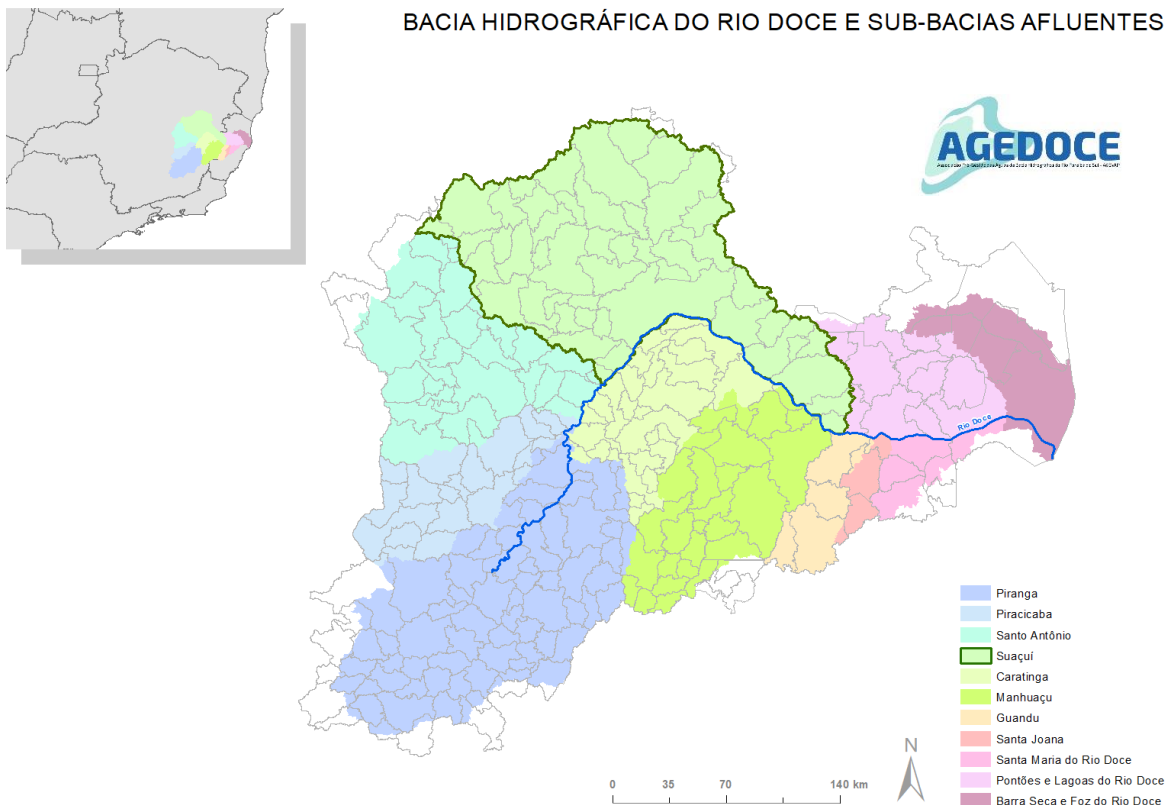 BACIA HIDROGRÁFICA DO RIO DOCE E SUB-BACIAS AFLUENTES
AGEDOCE
Rio Doce
Piranga
Piracicaba
Santo Antônio
Suaçuí
Caratinga
Manhuaçu
Guandu
Santa Joana
Santa Maria do Rio Doce
Pontões e Lagoas do Rio Doce
Barra Seca e Foz do Rio Doce
N
0 35 70 140 km